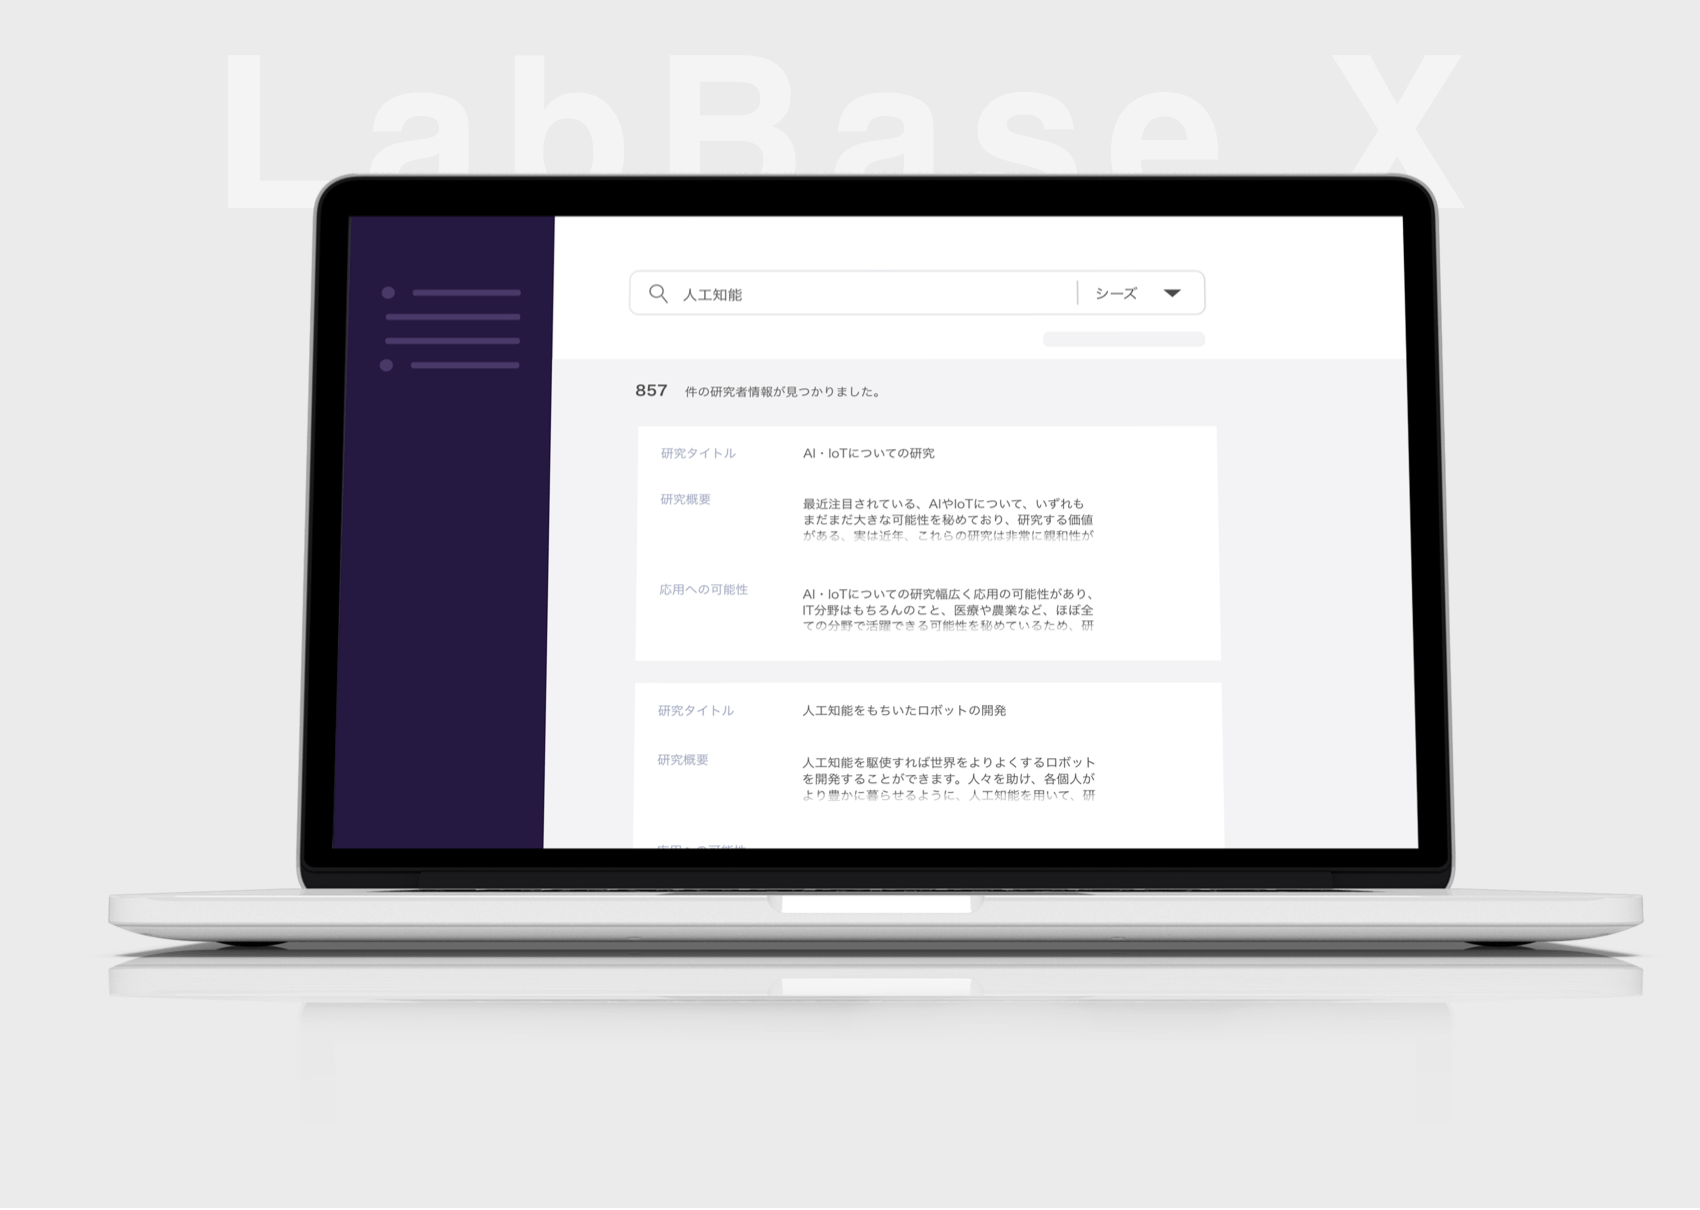 LabBase X
人工知能
シーズ
857 件の研究者情報が見つかりました。
研究タイトル
AI・IoTについての研究
研究概要
最近注目されている、AIやIoTについて、いずれも
まだまだ大きな可能性を秘めており、研究する価値
がある、実は近年、これらの研究は非常に親和性が
応用への可能性
AI・IoTについての研究幅広く応用の可能性があり、
IT分野はもちろんのこと、医療や農業など、ほぼ全
ての分野で活躍できる可能性を秘めているため、研
研究タイトル
人工知能をもちいたロボットの開発
研究概要
人工知能を駆使すれば世界をよりよくするロボット
を開発することができます。人々を助け、各個人が
より豊かに暮らせるように、人工知能を用いて、研
応用への可能性